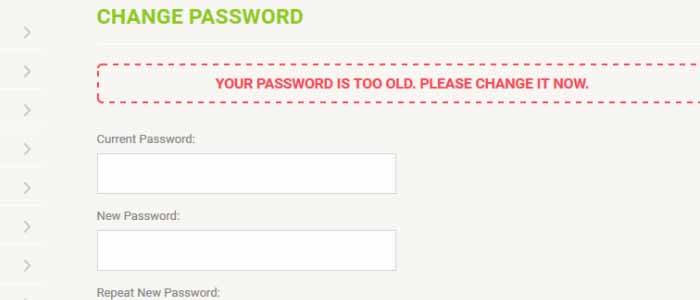 CHANGE PASSWORD
YOUR PASSWORD IS TOO OLD. PLEASE CHANGE IT NOW.
Current Password:
New Password:
Repeat New Password: